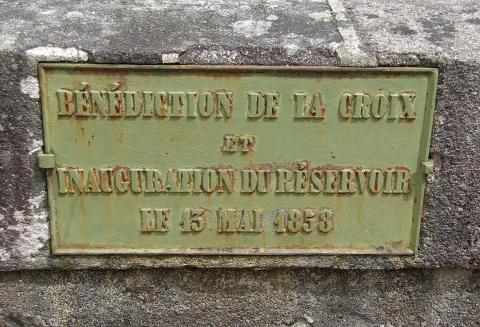 BÉNÉDICTION DE LA CROIX
ET
INAUGURATION DU RÉSERVOIR
LE 13 MAI 1858